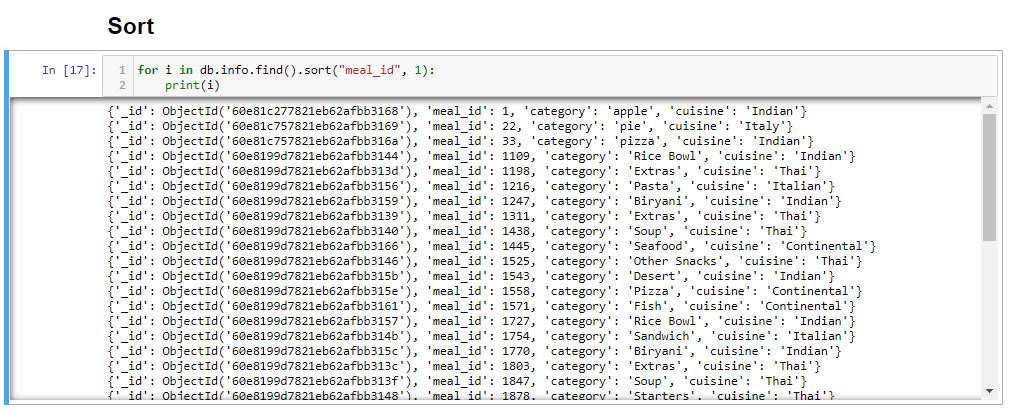 Sort
In [17]:
1 for i in db.info.find().sort("meal_id", 1):
2     print(i)
{'_id': ObjectId('60e81c277821eb62afbb3168'), 'meal_id': 1, 'category': 'apple', 'cuisine': 'Indian'}
{'_id': ObjectId('60e81c757821eb62afbb3169'), 'meal_id': 22, 'category': 'pie', 'cuisine': 'Italy'}
{'_id': ObjectId('60e81c757821eb62afbb316a'), 'meal_id': 33, 'category': 'pizza', 'cuisine': 'Indian'}
{'_id': ObjectId('60e8199d7821eb62afbb3144'), 'meal_id': 1109, 'category': 'Rice Bowl', 'cuisine': 'Indian'}
{'_id': ObjectId('60e8199d7821eb62afbb313d'), 'meal_id': 1198, 'category': 'Extras', 'cuisine': 'Thai'}
{'_id': ObjectId('60e8199d7821eb62afbb3156'), 'meal_id': 1216, 'category': 'Pasta', 'cuisine': 'Italian'}
{'_id': ObjectId('60e8199d7821eb62afbb3159'), 'meal_id': 1247, 'category': 'Biryani', 'cuisine': 'Indian'}
{'_id': ObjectId('60e8199d7821eb62afbb3139'), 'meal_id': 1311, 'category': 'Extras', 'cuisine': 'Thai'}
{'_id': ObjectId('60e8199d7821eb62afbb3140'), 'meal_id': 1438, 'category': 'Soup', 'cuisine': 'Thai'}
{'_id': ObjectId('60e8199d7821eb62afbb3166'), 'meal_id': 1445, 'category': 'Seafood', 'cuisine': 'Continental'}
{'_id': ObjectId('60e8199d7821eb62afbb3146'), 'meal_id': 1525, 'category': 'Other Snacks', 'cuisine': 'Thai'}
{'_id': ObjectId('60e8199d7821eb62afbb315b'), 'meal_id': 1543, 'category': 'Desert', 'cuisine': 'Indian'}
{'_id': ObjectId('60e8199d7821eb62afbb315e'), 'meal_id': 1558, 'category': 'Pizza', 'cuisine': 'Continental'}
{'_id': ObjectId('60e8199d7821eb62afbb3161'), 'meal_id': 1571, 'category': 'Fish', 'cuisine': 'Continental'}
{'_id': ObjectId('60e8199d7821eb62afbb3157'), 'meal_id': 1727, 'category': 'Rice Bowl', 'cuisine': 'Indian'}
{'_id': ObjectId('60e8199d7821eb62afbb314b'), 'meal_id': 1754, 'category': 'Sandwich', 'cuisine': 'Italian'}
{'_id': ObjectId('60e8199d7821eb62afbb315c'), 'meal_id': 1770, 'category': 'Biryani', 'cuisine': 'Indian'}
{'_id': ObjectId('60e8199d7821eb62afbb313c'), 'meal_id': 1803, 'category': 'Extras', 'cuisine': 'Thai'}
{'_id': ObjectId('60e8199d7821eb62afbb313f'), 'meal_id': 1847, 'category': 'Soup', 'cuisine': 'Thai'}
{'_id': ObjectId('60e8199d7821eb62afbb3148'), 'meal_id': 1878, 'category': 'Starters', 'cuisine': 'Thai'}